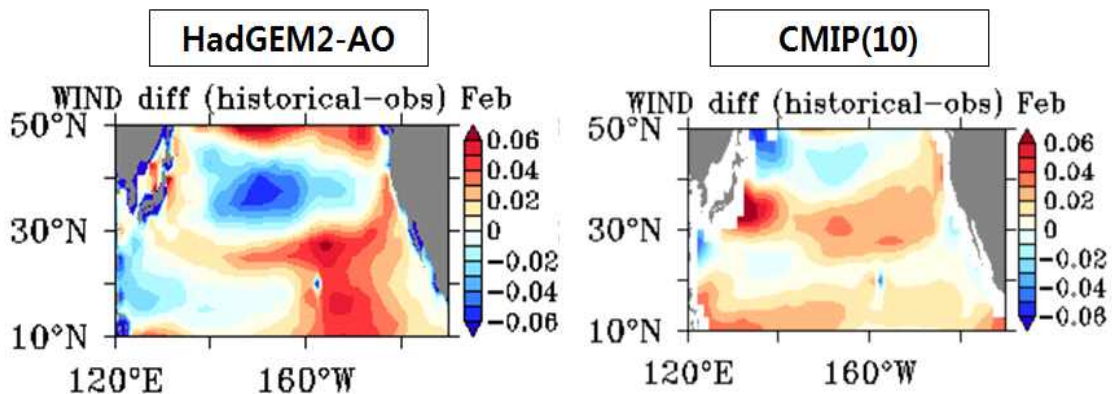 HadGEM2-AO
WIND diff (historical-obs) Feb
50°N
30°N
10°N
120°E
160°W
0.06
0.04
0.02
0
-0.02
-0.04
-0.06
CMIP(10)
WIND diff (historical-obs) Feb
50°N
30°N
10°N
120°E
160°W
0.06
0.04
0.02
0
-0.02
-0.04
-0.06